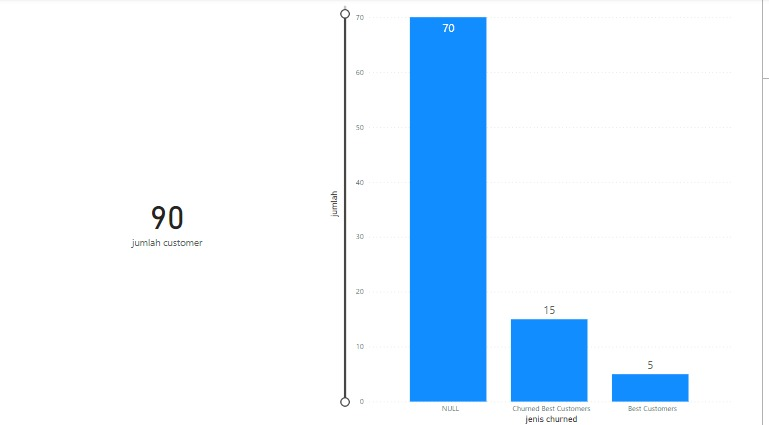 90
jumlah customer
jumlah
70
60
50
40
30
20
10
0
70
15
5
NULL
Churned Best Customers
Best Customers
jenis churned